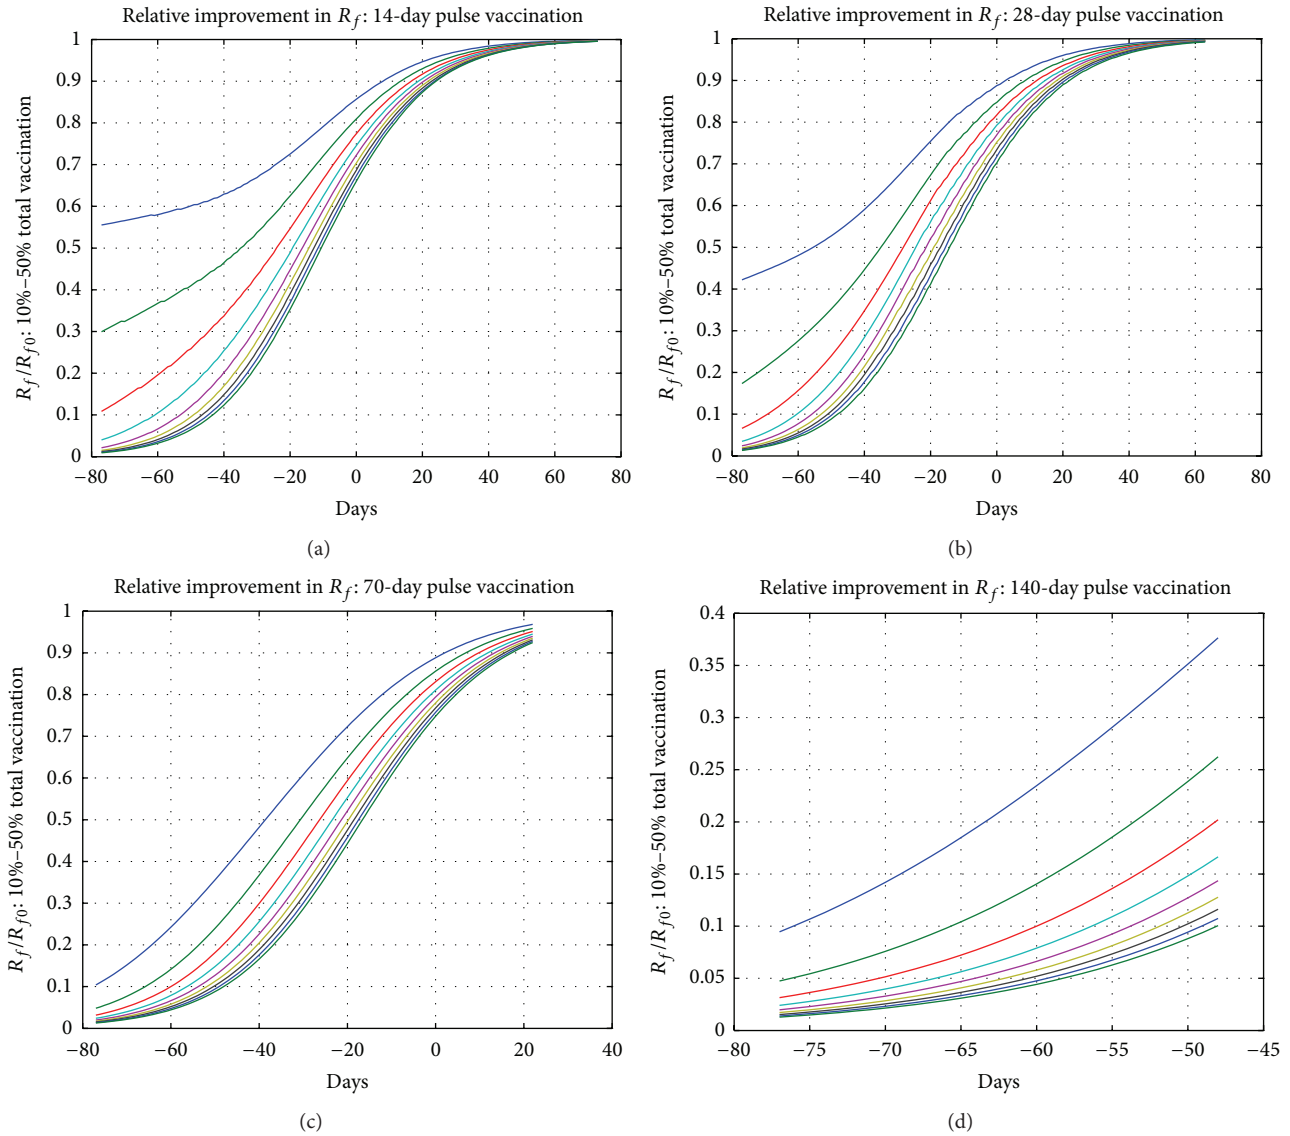 Relative improvement in R_f: 14-day pulse vaccination
R_f/R_f0: 10%–50% total vaccination
1
0.9
0.8
0.7
0.6
0.5
0.4
0.3
0.2
0.1
0
−80 −60 −40 −20 0 20 40 60 80
Days
(a)
Relative improvement in R_f: 28-day pulse vaccination
R_f/R_f0: 10%–50% total vaccination
1
0.9
0.8
0.7
0.6
0.5
0.4
0.3
0.2
0.1
0
−80 −60 −40 −20 0 20 40 60 80
Days
(b)
Relative improvement in R_f: 70-day pulse vaccination
R_f/R_f0: 10%–50% total vaccination
1
0.9
0.8
0.7
0.6
0.5
0.4
0.3
0.2
0.1
0
−80 −60 −40 −20 0 20 40
Days
(c)
Relative improvement in R_f: 140-day pulse vaccination
R_f/R_f0: 10%–50% total vaccination
0.4
0.35
0.3
0.25
0.2
0.15
0.1
0.05
0
−80 −75 −70 −65 −60 −55 −50 −45
Days
(d)